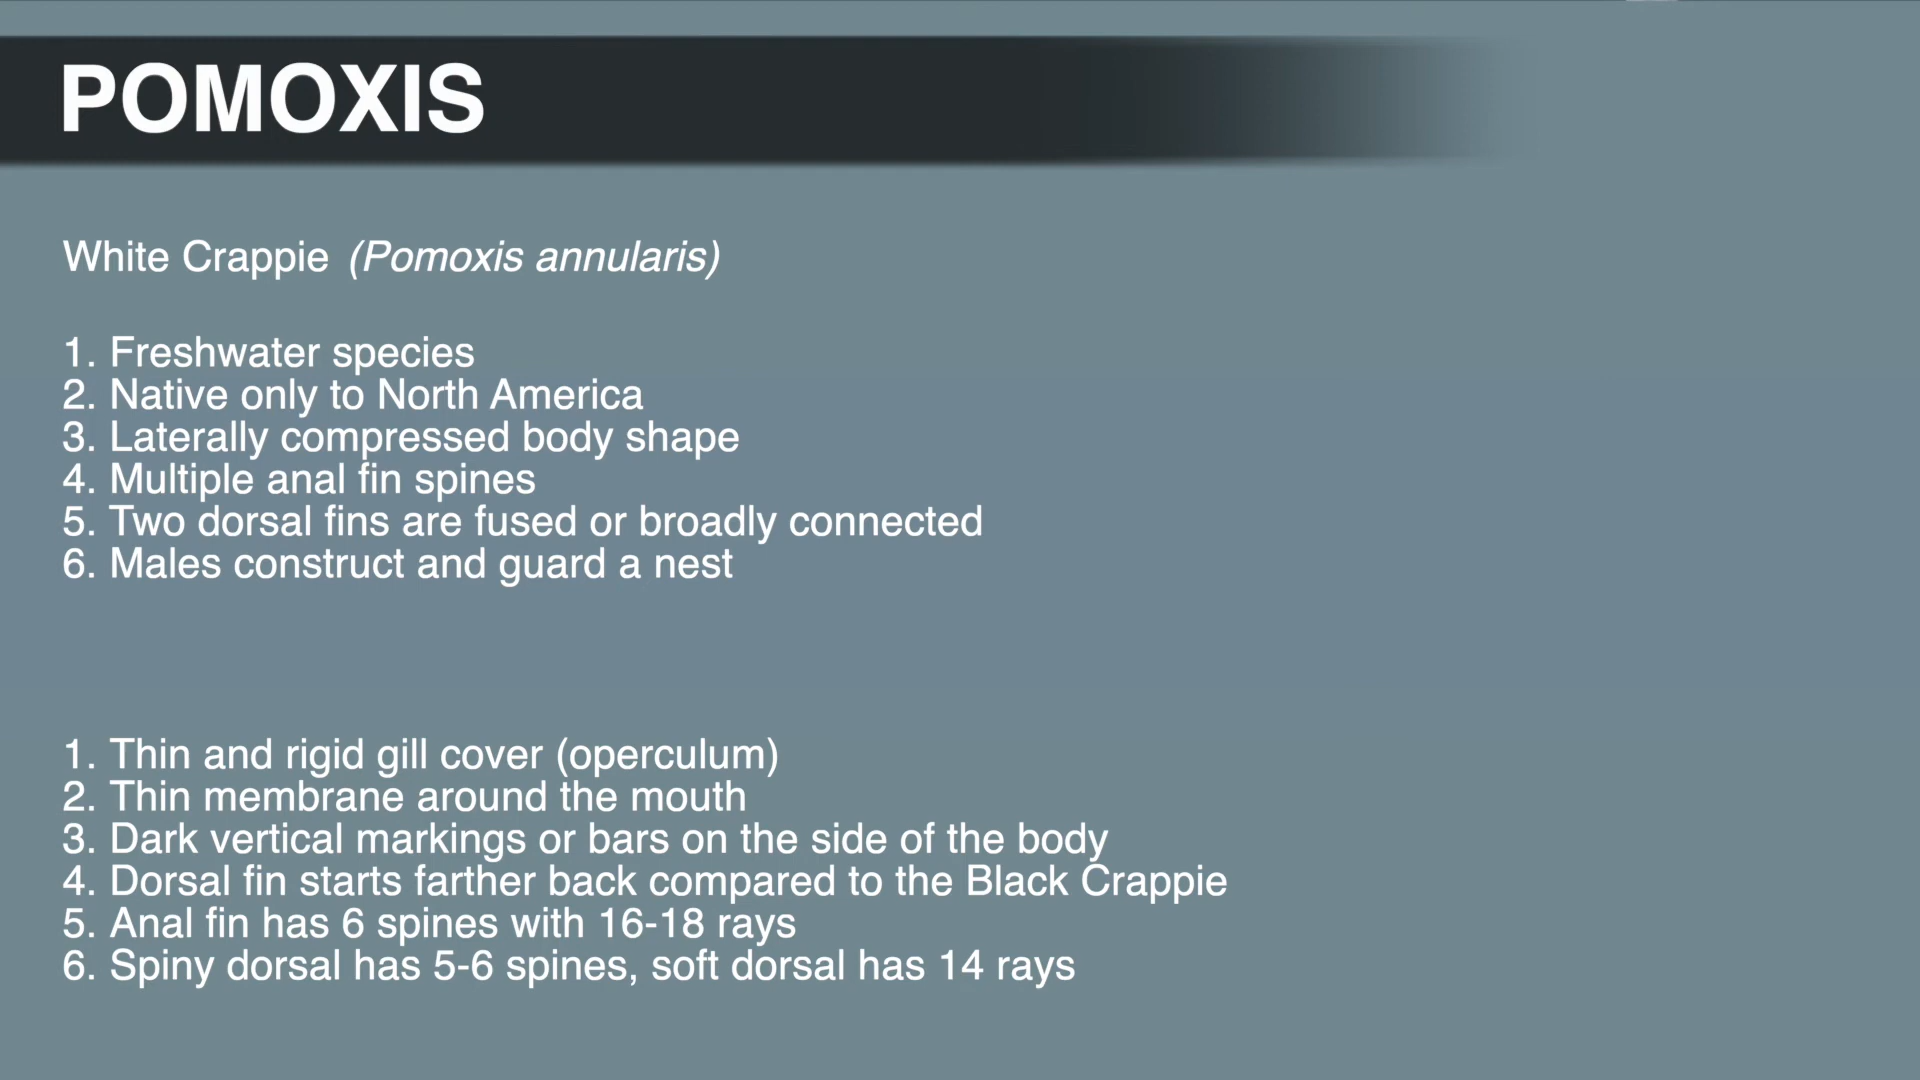 POMOXIS
White Crappie (Pomoxis annularis)
1. Freshwater species
2. Native only to North America
3. Laterally compressed body shape
4. Multiple anal fin spines
5. Two dorsal fins are fused or broadly connected
6. Males construct and guard a nest
1. Thin and rigid gill cover (operculum)
2. Thin membrane around the mouth
3. Dark vertical markings or bars on the side of the body
4. Dorsal fin starts farther back compared to the Black Crappie
5. Anal fin has 6 spines with 16-18 rays
6. Spiny dorsal has 5-6 spines, soft dorsal has 14 rays